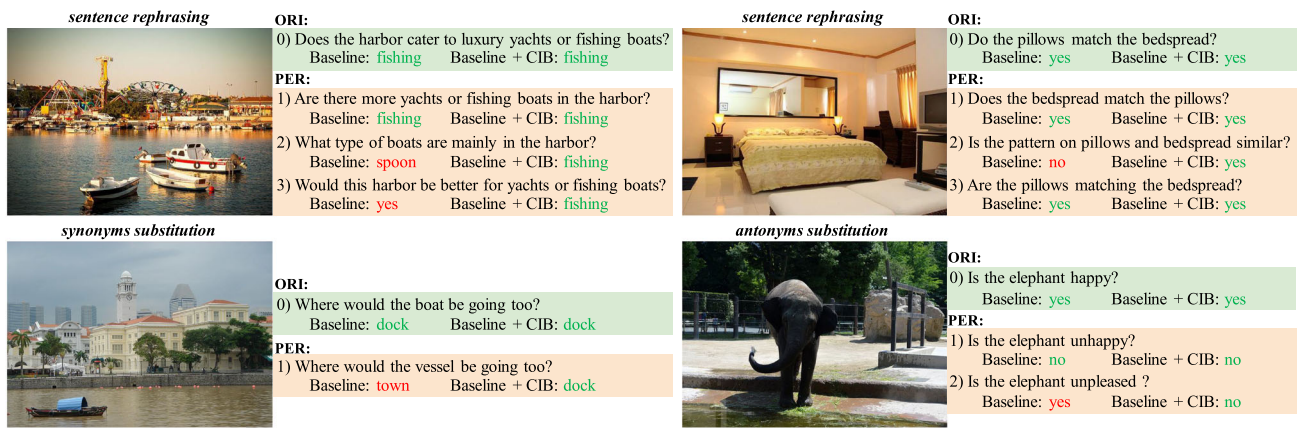 sentence rephrasing
ORI:
0) Does the harbor cater to luxury yachts or fishing boats?
Baseline: fishing Baseline + CIB: fishing
PER:
1) Are there more yachts or fishing boats in the harbor?
Baseline: fishing Baseline + CIB: fishing
2) What type of boats are mainly in the harbor?
Baseline: spoon Baseline + CIB: fishing
3) Would this harbor be better for yachts or fishing boats?
Baseline: yes Baseline + CIB: fishing
sentence rephrasing
ORI:
0) Do the pillows match the bedspread?
Baseline: yes Baseline + CIB: yes
PER:
1) Does the bedspread match the pillows?
Baseline: yes Baseline + CIB: yes
2) Is the pattern on pillows and bedspread similar?
Baseline: no Baseline + CIB: yes
3) Are the pillows matching the bedspread?
Baseline: yes Baseline + CIB: yes
synonyms substitution
ORI:
0) Where would the boat be going too?
Baseline: dock Baseline + CIB: dock
PER:
1) Where would the vessel be going too?
Baseline: town Baseline + CIB: dock
antonyms substitution
ORI:
0) Is the elephant happy?
Baseline: yes Baseline + CIB: yes
PER:
1) Is the elephant unhappy?
Baseline: no Baseline + CIB: no
2) Is the elephant unpleased ?
Baseline: yes Baseline + CIB: no